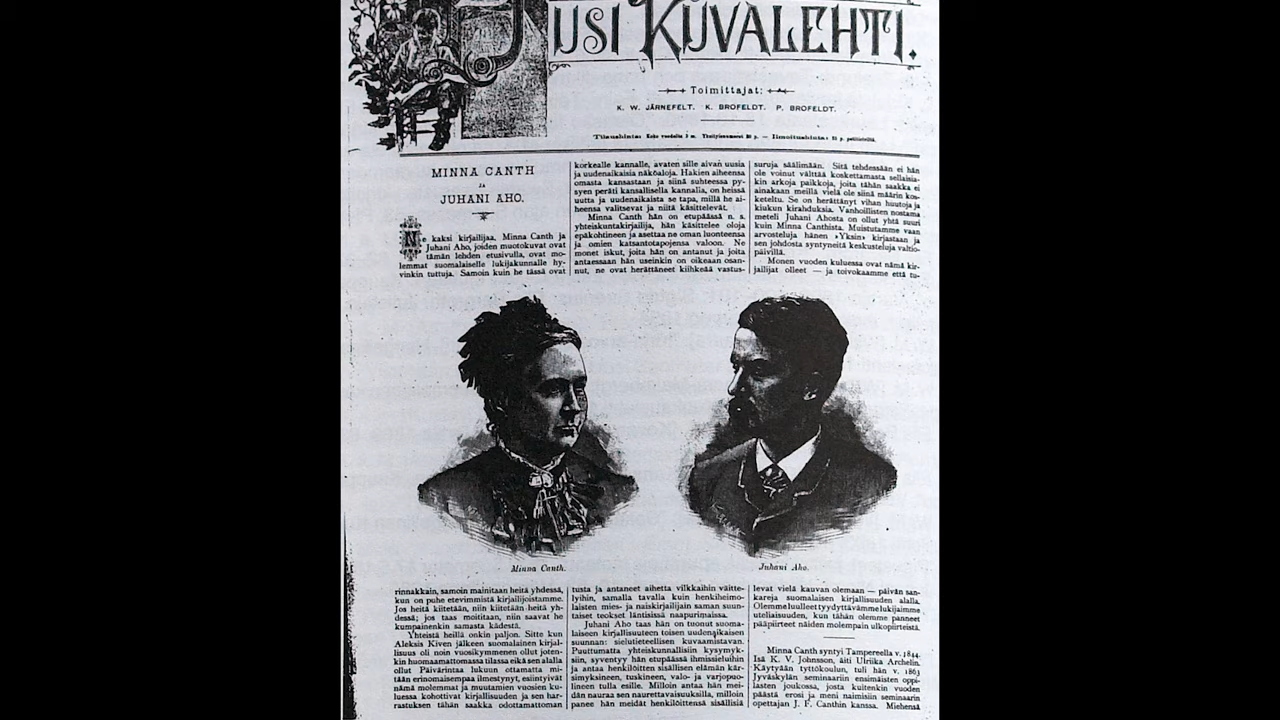 UUSI KUVALEHTI.
Toimittajat:
K. W. JÄRNEFELT. K. BROFELDT. P. BROFELDT.
Tilaushinta: Koko vuodelta 3 m. Yksityisnumerot 20 p. — Ilmoitushinta: 15 p. petitiriviltä.
MINNA CANTH
JA
JUHANI AHO.
Ne kaksi kirjailijaa, Minna Canth ja
Juhani Aho, joiden muotokuvat ovat
tämän lehden etusivulla, ovat mo-
lemmat suomalaiselle lukijakunnalle hy-
vinkin tuttuja. Samoin kuin he tässä ovat
rinnakkain, samoin mainitaan heitä yhdessä,
kun on puhe etevimmistä kirjailijoistamme.
Jos heitä kiitetään, niin kiitetään heitä yh-
dessä; jos taas moititaan, niin saavat he
kumpainenkin samasta kädestä.
Yhteistä heillä onkin paljon. Sitte kun
Aleksis Kiven jälkeen suomalainen kirjal-
lisuus oli noin vuosikymmenen ollut joten-
kin huomaamattomassa tilassa eikä sen alalla
ollut Päivärintaa lukuun ottamatta mi-
tään erinomaisempaa ilmestynyt, esiintyivät
nämä molemmat ja muutamien vuosien ku-
luessa kohottivat kirjallisuuden ja sen har-
rastuksen tähän saakka odottamattoman
korkealle kannalle, avaten sille aivan uusia
ja uudenaikaisia näköaloja. Hakien aiheensa
omasta kansastaan ja siinä suhteessa py-
syen peräti kansallisella kannalla, on heissä
uutta ja uudenaikaista se tapa, millä he ai-
heensa valitsevat ja niitä käsittelevät.
Minna Canth hän on etupäässä n. s.
yhteiskuntakirjailija, hän käsittelee oloja
epäkohtineen ja asettaa ne oman luonteensa
ja omien katsantotapojensa valoon. Ne
monet iskut, joita hän on antanut ja joita
antaessaan hän useinkin on oikeaan osan-
nut, ne ovat herättäneet kiihkeää vastus-
tusta ja antaneet aihetta vilkkaihin väitte-
lyihin, samalla tavalla kuin henkiheimo-
laisten mies- ja naiskirjailijain saman suun-
taiset teokset läntisissä naapurimaissa.
Juhani Aho taas hän on tuonut suoma-
laiseen kirjallisuuteen toisen uudenaikaisen
suunnan: sielutieteellisen kuvaamistavan.
Puuttumatta yhteiskunnallisiin kysymyk-
siin, syventyy hän etupäässä ihmissieluihin
ja antaa henkilöitten sisällisen elämän kär-
simyksineen, tuskineen, valo- ja varjopuo-
lineen tulla esille. Milloin antaa hän mei-
dän nauraa sen naurettavaisuuksilla, milloin
panee hän meidät henkilöittensä sisällisiä
suruja säälimään. Sitä tehdessään ei hän
ole voinut välttää koskettamasta sellaisia-
kin arkoja paikkoja, joita tähän saakka ei
ainakaan meillä vielä ole siinä määrin kos-
keteltu. Se on herättänyt vihan huutoja ja
kiukun kirahduksia. Vanhoillisten nostama
meteli Juhani Ahosta on ollut yhtä suuri
kuin Minna Canthista. Muistutamme vaan
arvosteluja hänen »Yksin» kirjastaan ja
sen johdosta syntyneitä keskusteluja valtio-
päivillä.
Monen vuoden kuluessa ovat nämä kir-
jailijat olleet — ja toivokaamme että tu-
levat vielä kauvan olemaan — päivän san-
kareja suomalaisen kirjallisuuden alalla.
Olemme luulleet tyydyttävämme lukijaimme
uteliaisuuden, kun tähän olemme panneet
pääpiirteet näiden molempain ulkopiirteistä.
Minna Canth syntyi Tampereella v. 1844.
Isä K. V. Johnsson, äiti Ulriika Archelin.
Käytyään tyttökoulun, tuli hän v. 1863
Jyväskylän seminaariin ensimäisten oppi-
lasten joukossa, josta kuitenkin vuoden
päästä erosi ja meni naimisiin seminaarin
opettajan J. F. Canthin kanssa. Miehensä
Minna Canth.
Juhani Aho.